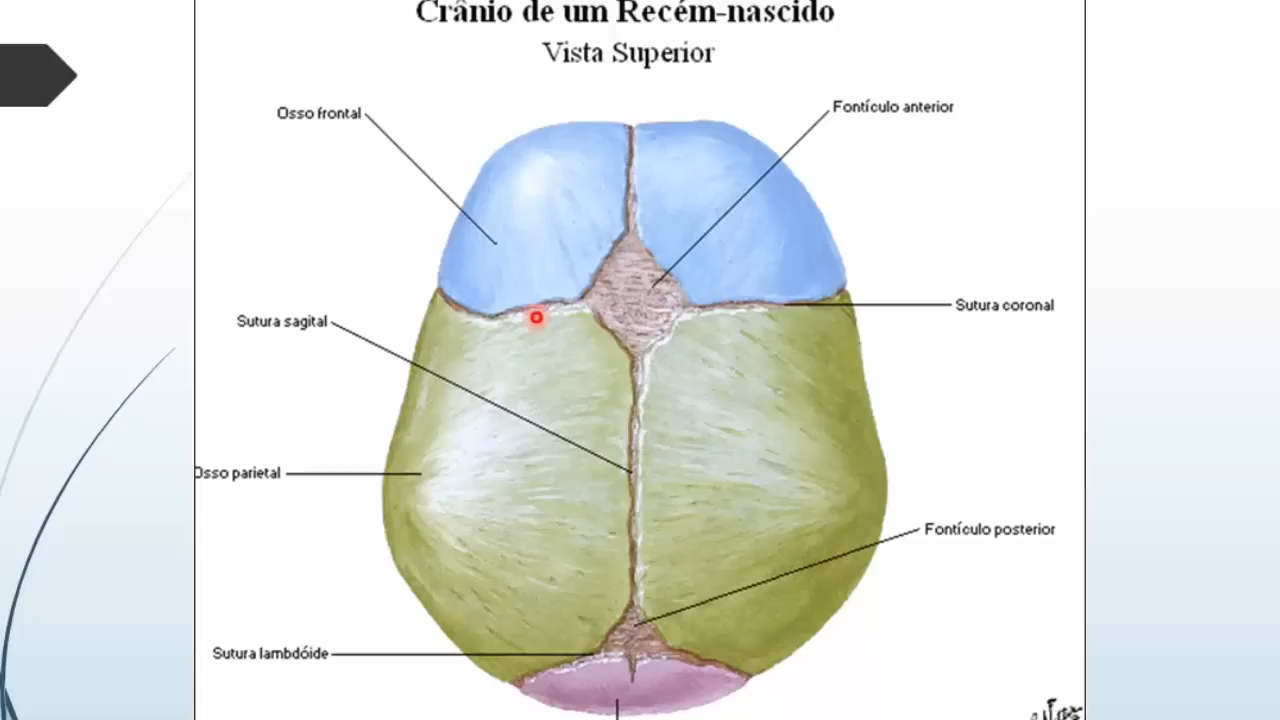 Crânio de um Recém-nascido
Vista Superior
Osso frontal
Fontículo anterior
Sutura sagital
Sutura coronal
Osso parietal
Fontículo posterior
Sutura lambdóide